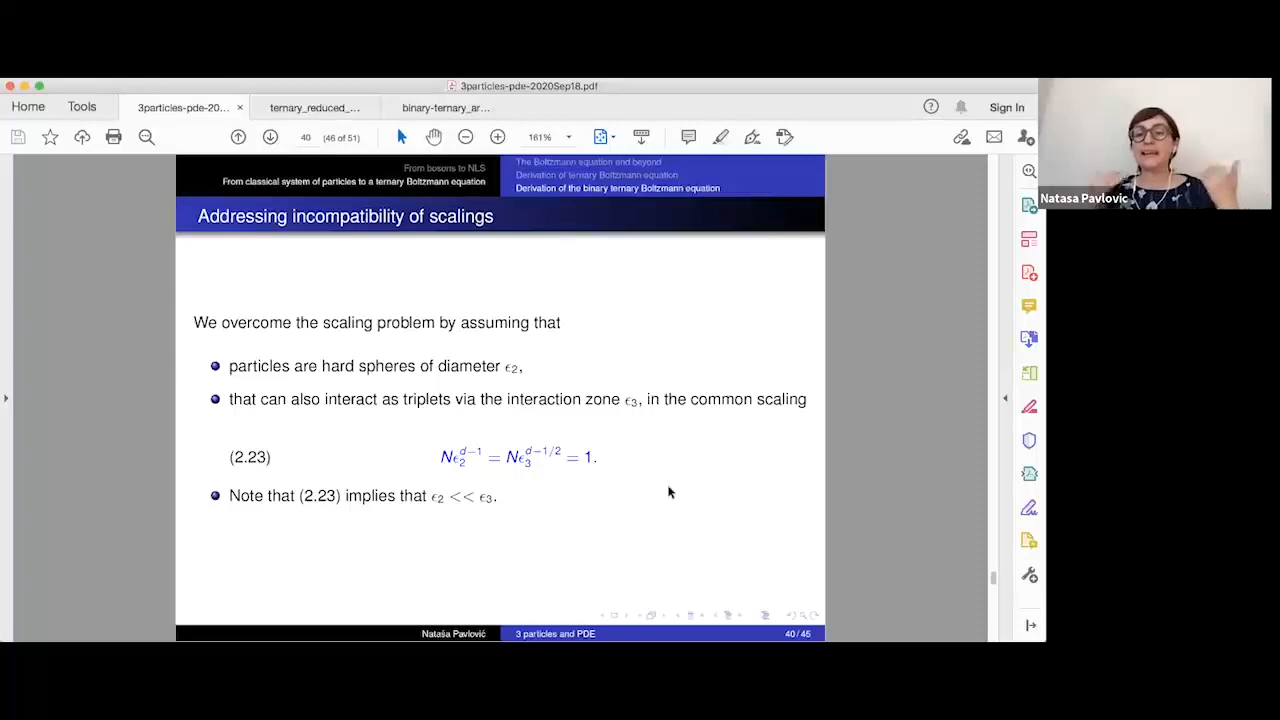 3particles-pde-2020Sep18.pdf
Home Tools 3particles-pde-20... × ternary_reduced_... binary-ternary_ar... Sign In
40 (46 of 51) 161%
From bosons to NLS
From classical system of particles to a ternary Boltzmann equation
The Boltzmann equation and beyond
Derivation of ternary Boltzmann equation
Derivation of the binary ternary Boltzmann equation
Addressing incompatibility of scalings
We overcome the scaling problem by assuming that
particles are hard spheres of diameter ε₂,
that can also interact as triplets via the interaction zone ε₃, in the common scaling
(2.23) Nε₂^{d−1} = Nε₃^{d−1/2} = 1.
Note that (2.23) implies that ε₂ << ε₃.
Nataša Pavlović 3 particles and PDE 40 / 45
Natasa Pavlovic